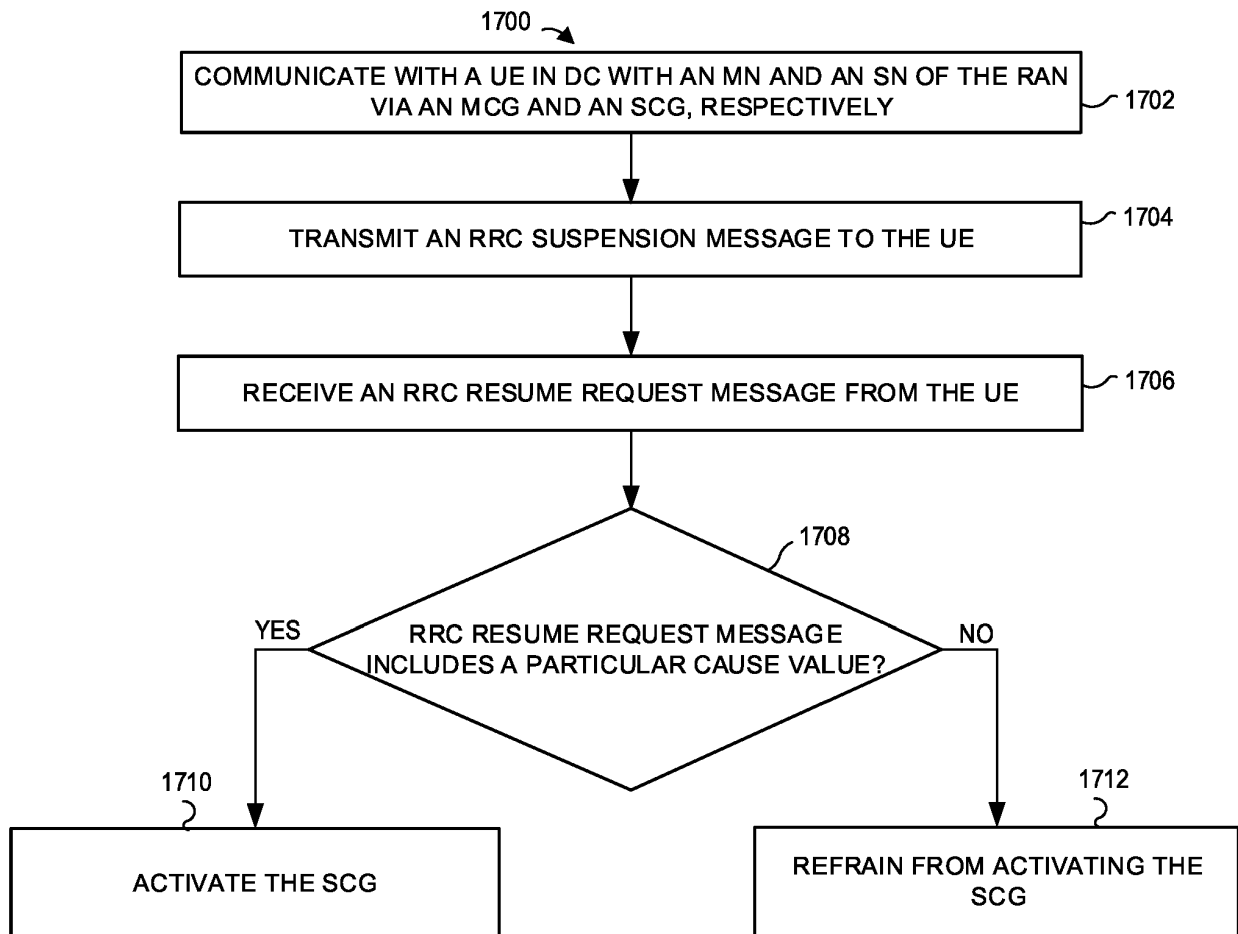 1700
COMMUNICATE WITH A UE IN DC WITH AN MN AND AN SN OF THE RAN
VIA AN MCG AND AN SCG, RESPECTIVELY
1702
TRANSMIT AN RRC SUSPENSION MESSAGE TO THE UE
1704
RECEIVE AN RRC RESUME REQUEST MESSAGE FROM THE UE
1706
1708
RRC RESUME REQUEST MESSAGE
INCLUDES A PARTICULAR CAUSE VALUE?
YES
NO
1710
ACTIVATE THE SCG
1712
REFRAIN FROM ACTIVATING THE
SCG